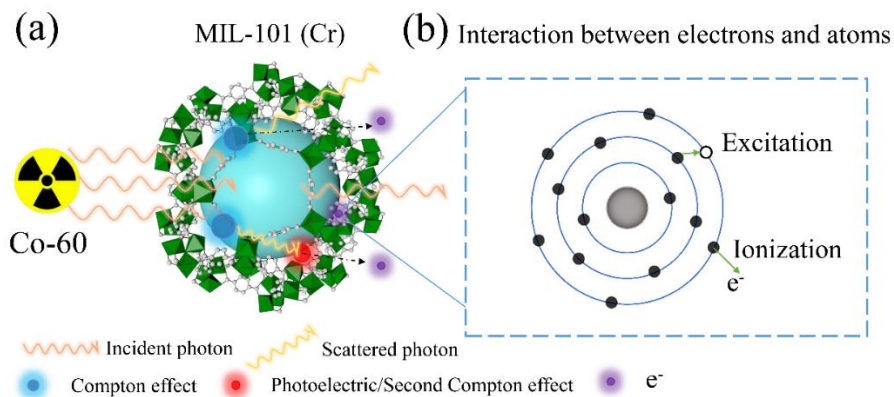 (a)
MIL-101 (Cr)
Co-60
Incident photon
Scattered photon
Compton effect
Photoelectric/Second Compton effect
e-
(b) Interaction between electrons and atoms
Excitation
Ionization
e-